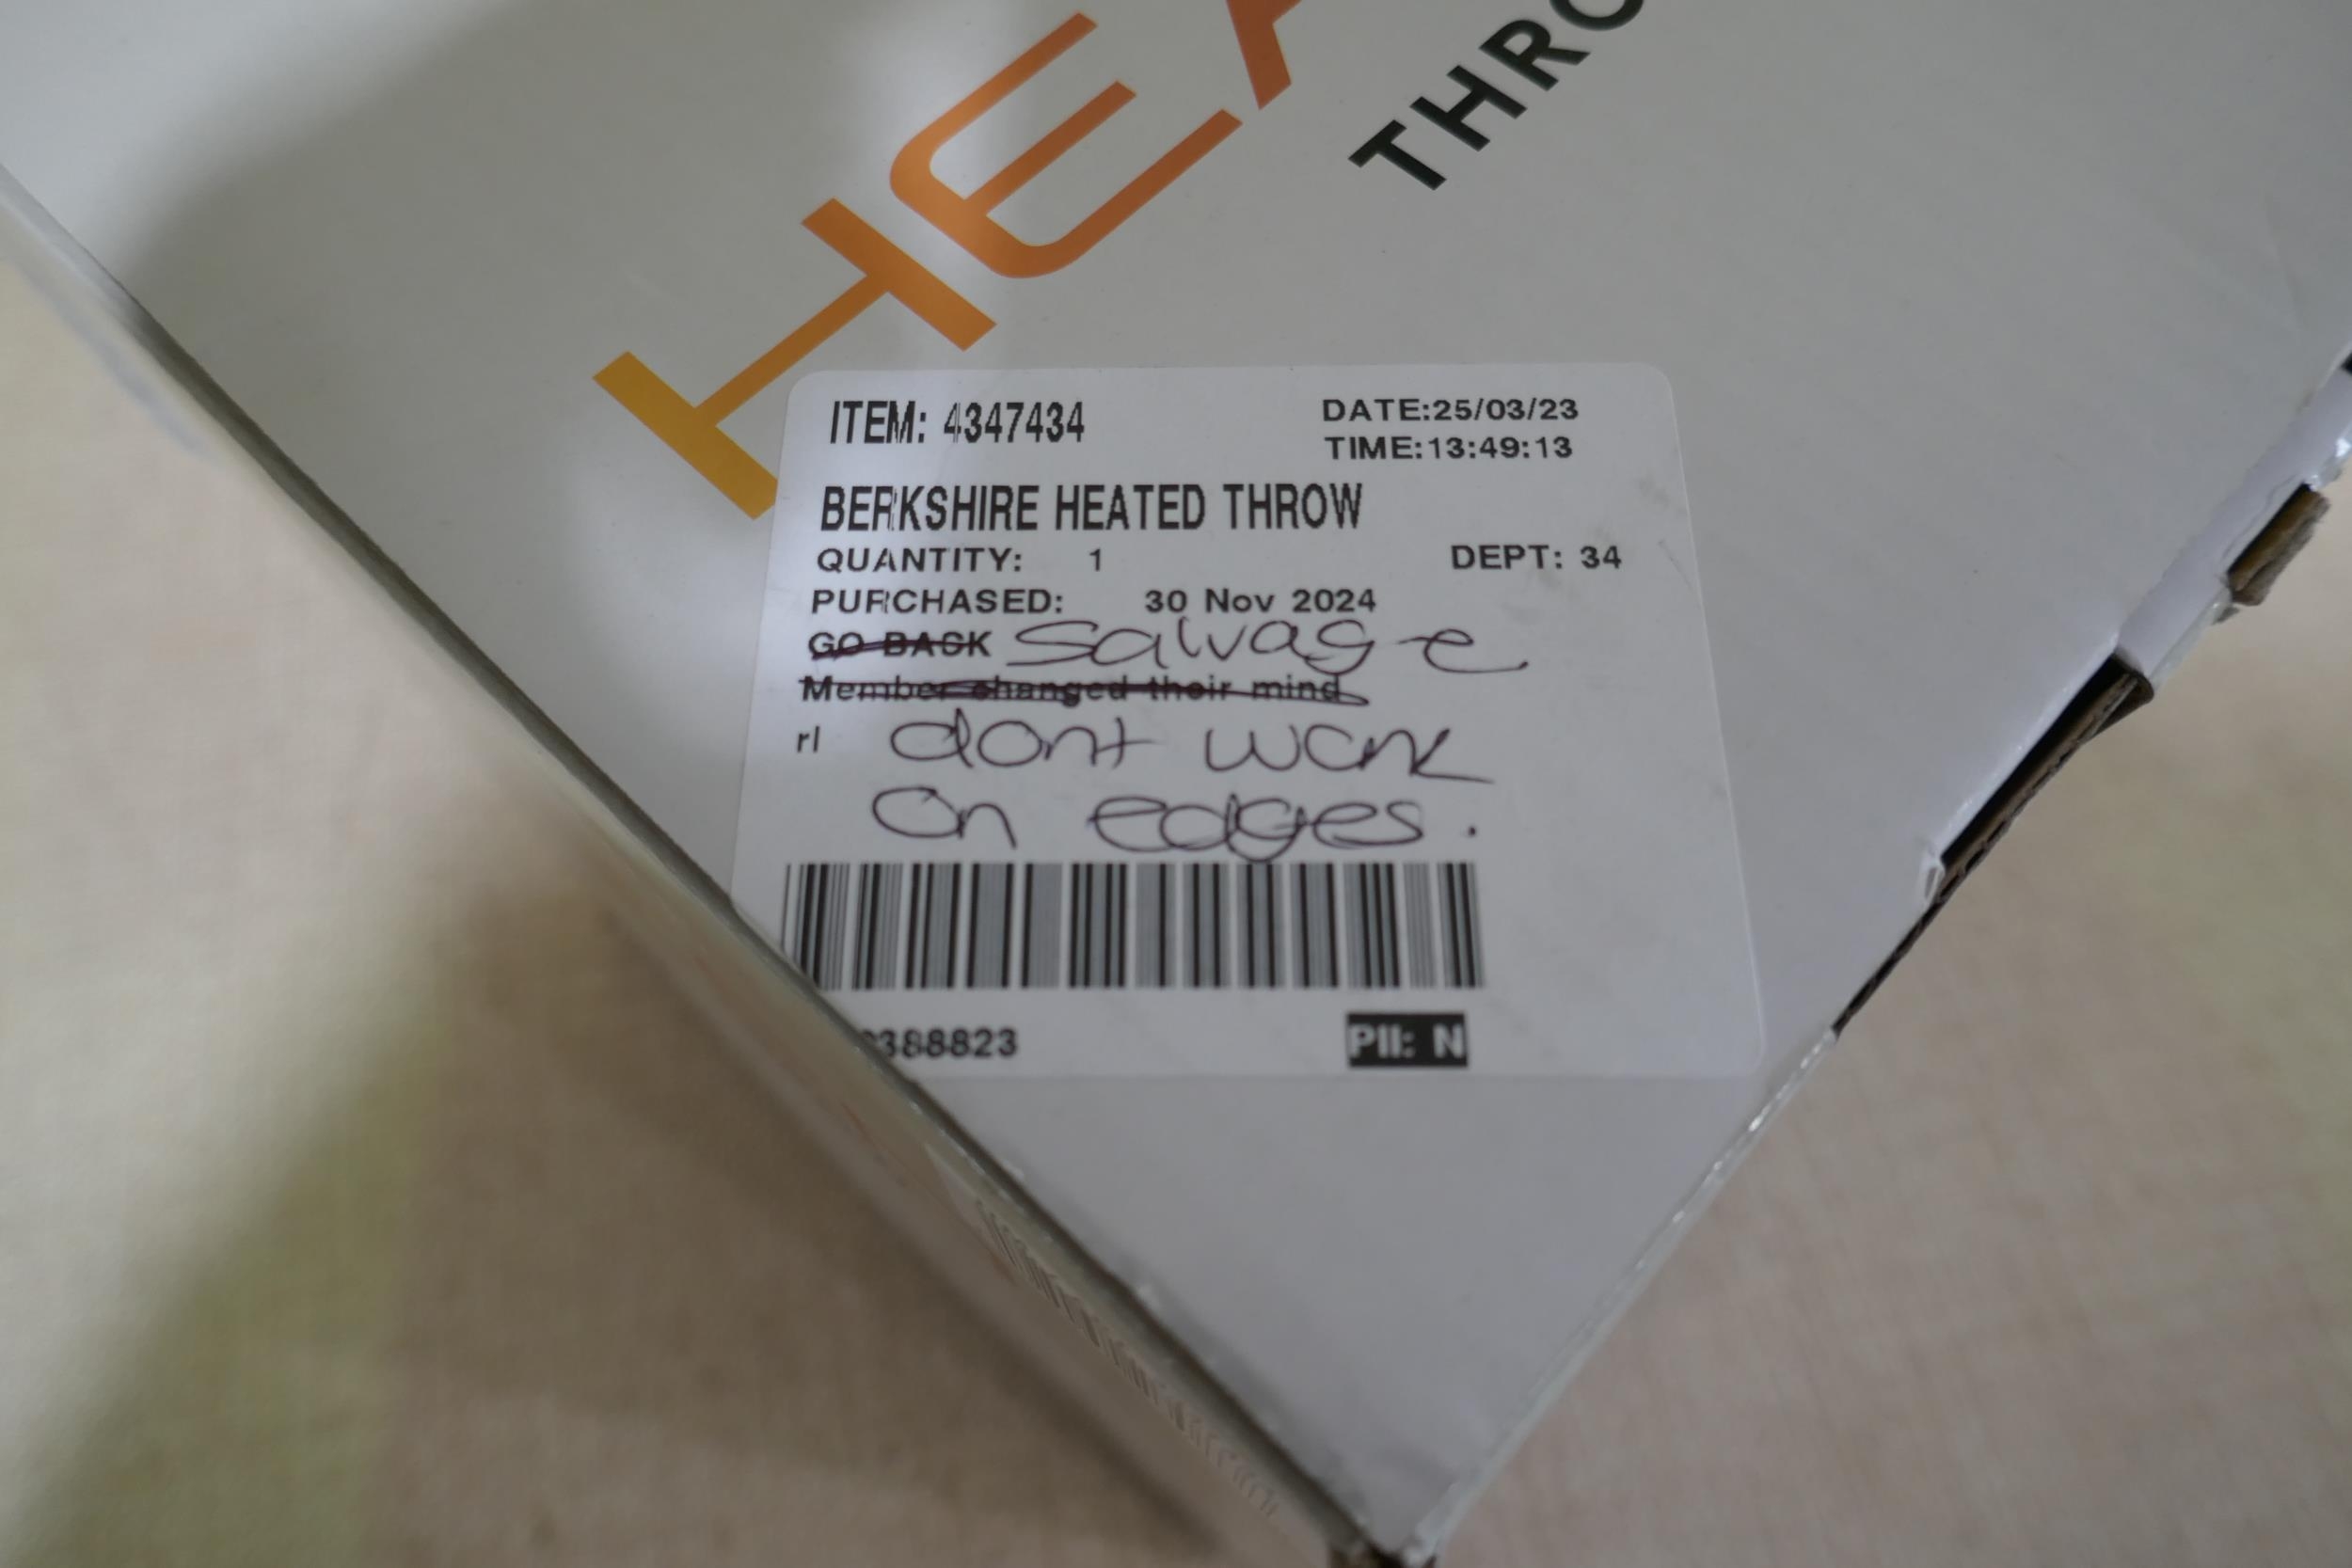 HEA
THRO
ITEM: 4347434 DATE:25/03/23
TIME:13:49:13
BERKSHIRE HEATED THROW
QUANTITY: 1 DEPT: 34
PURCHASED: 30 Nov 2024
GO BACK Salvage
Member changed their mind
rl dont work
on edges.
388823 PII: N